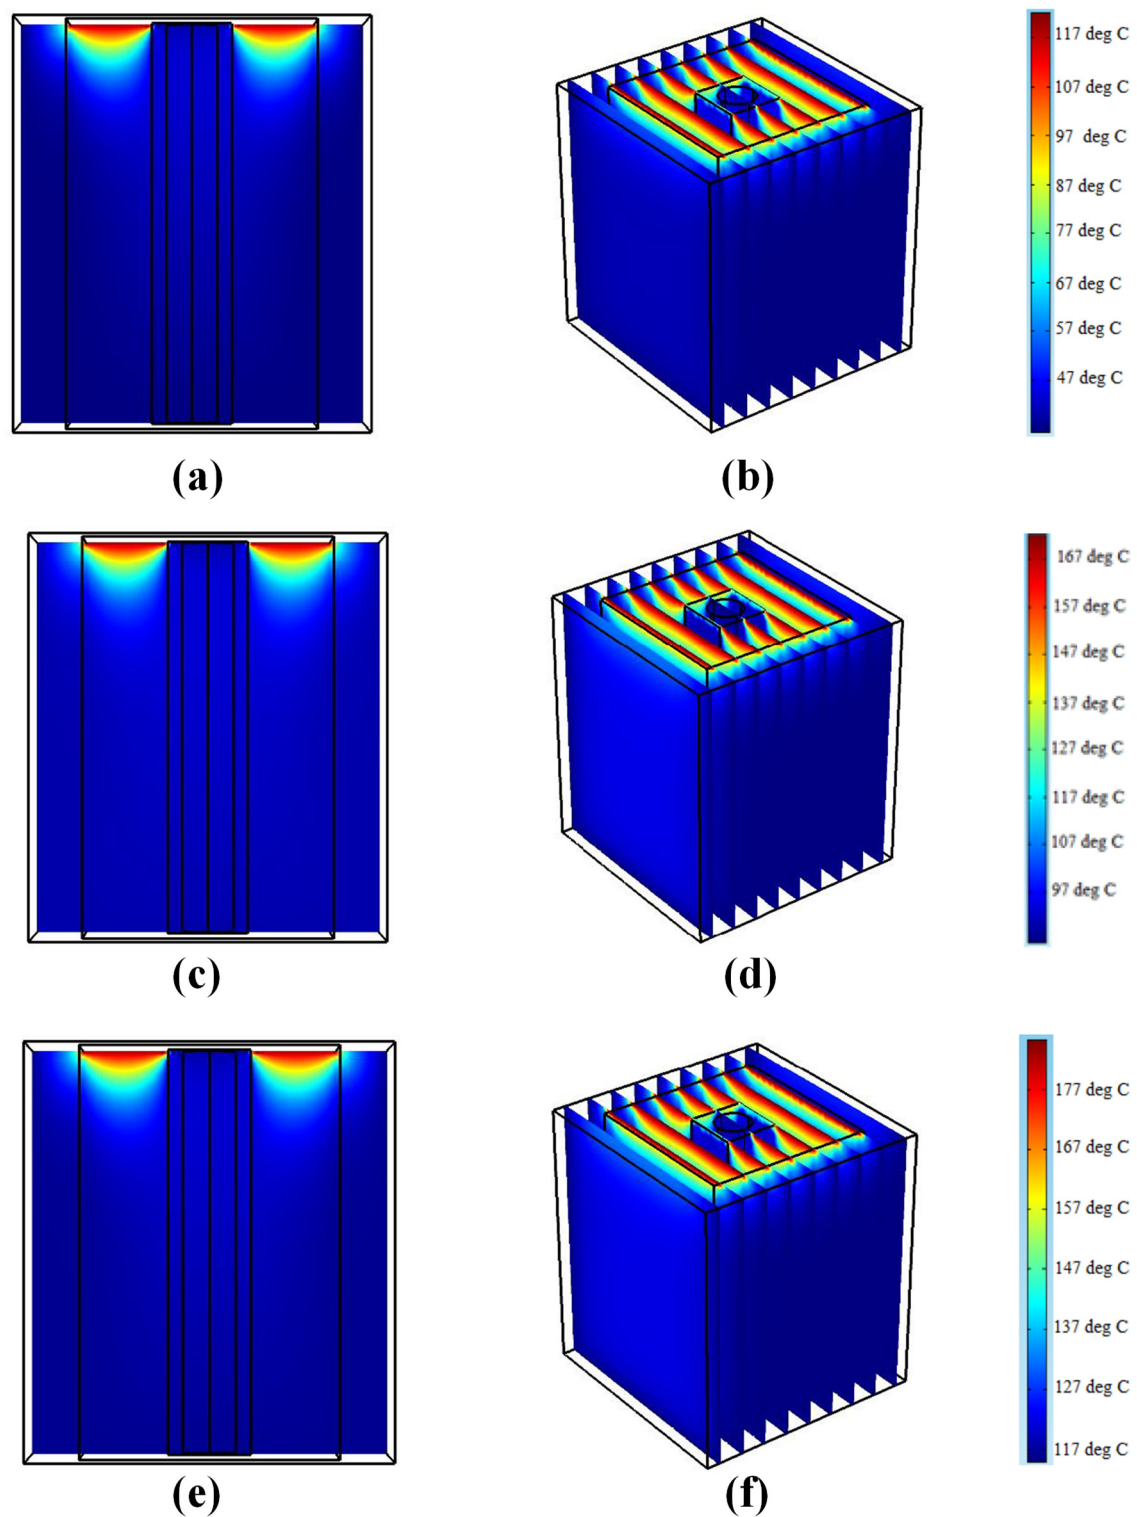 117 deg C
107 deg C
97 deg C
87 deg C
77 deg C
67 deg C
57 deg C
47 deg C
(a)
(b)
167 deg C
157 deg C
147 deg C
137 deg C
127 deg C
117 deg C
107 deg C
97 deg C
(c)
(d)
177 deg C
167 deg C
157 deg C
147 deg C
137 deg C
127 deg C
117 deg C
(e)
(f)